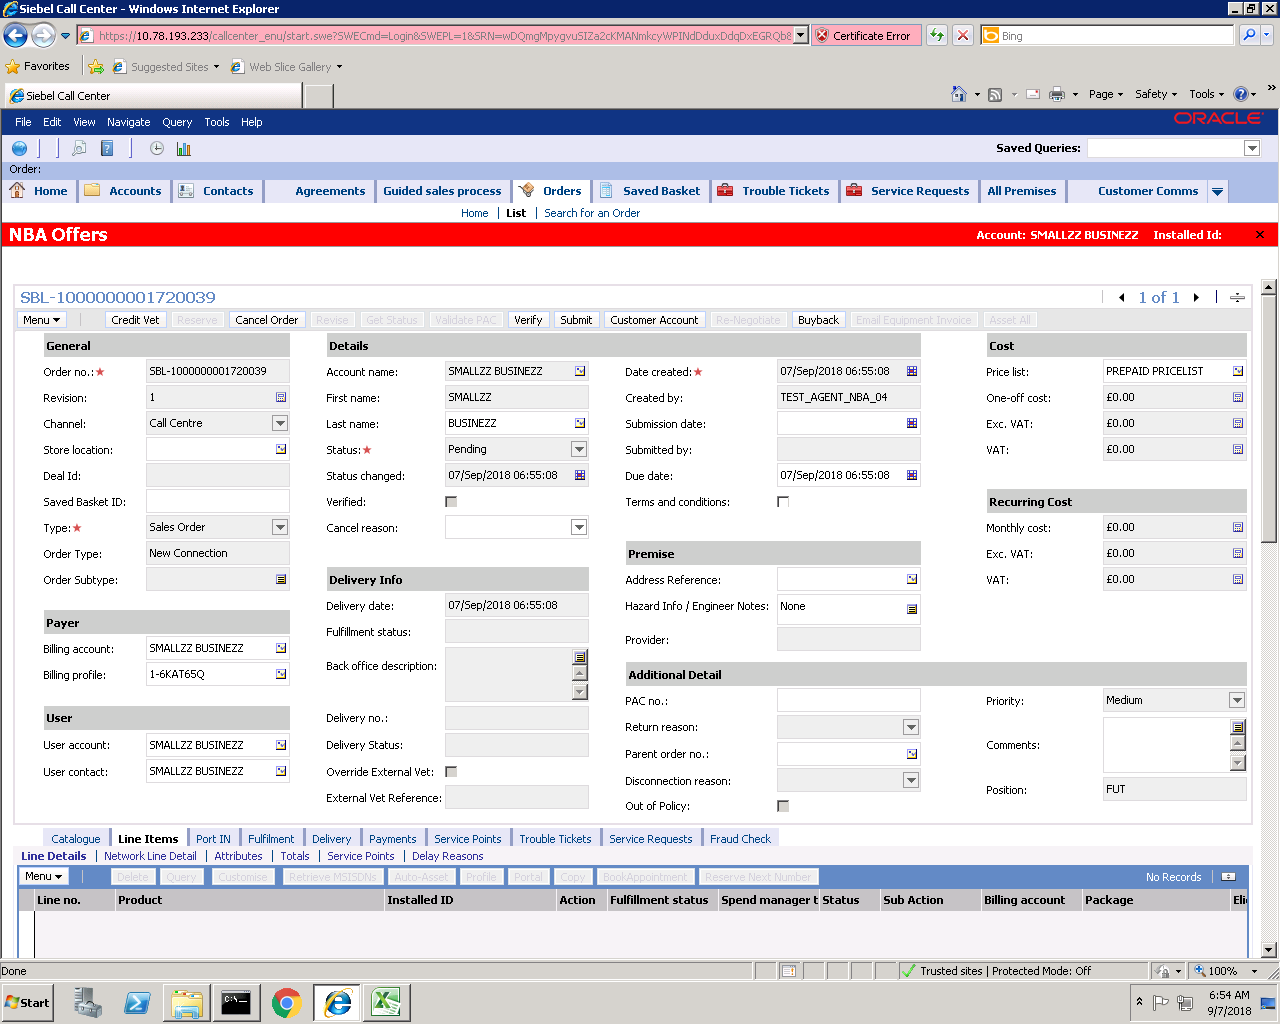 Siebel Call Center - Windows Internet Explorer
https://10.78.193.233/callcenter_enu/start.swe?SWECmd=Login&SWEPL=1&SRN=
Certificate Error
Bing
Favorites
Suggested Sites
Web Slice Gallery
Siebel Call Center
Page
Safety
Tools
File Edit View Navigate Query Tools Help
ORACLE
Saved Queries:
Order:
Home
Accounts
Contacts
Agreements
Guided sales process
Orders
Saved Basket
Trouble Tickets
Service Requests
All Premises
Customer Comms
Home | List | Search for an Order
NBA Offers
Account: SMALLZZ BUSINEZZ Installed Id:
SBL-1000000001720039
1 of 1
Menu
Credit Vet
Reserve
Cancel Order
Revise
Get Status
Validate PAC
Verify
Submit
Customer Account
Re-Negotiate
Buyback
Email Equipment Invoice
Asset All
General
Order no.:★ SBL-1000000001720039
Revision: 1
Channel: Call Centre
Store location:
Deal Id:
Saved Basket ID:
Type:★ Sales Order
Order Type: New Connection
Order Subtype:
Payer
Billing account: SMALLZZ BUSINEZZ
Billing profile: 1-6KAT65Q
User
User account: SMALLZZ BUSINEZZ
User contact: SMALLZZ BUSINEZZ
Details
Account name: SMALLZZ BUSINEZZ
First name: SMALLZZ
Last name: BUSINEZZ
Status:★ Pending
Status changed: 07/Sep/2018 06:55:08
Verified:
Cancel reason:
Delivery Info
Delivery date: 07/Sep/2018 06:55:08
Fulfillment status:
Back office description:
Delivery no.:
Delivery Status:
Override External Vet:
External Vet Reference:
Date created:★ 07/Sep/2018 06:55:08
Created by: TEST_AGENT_NBA_04
Submission date:
Submitted by:
Due date: 07/Sep/2018 06:55:08
Terms and conditions:
Premise
Address Reference:
Hazard Info / Engineer Notes: None
Provider:
Additional Detail
PAC no.:
Return reason:
Parent order no.:
Disconnection reason:
Out of Policy:
Priority: Medium
Comments:
Position: FUT
Cost
Price list: PREPAID PRICELIST
One-off cost: £0.00
Exc. VAT: £0.00
VAT: £0.00
Recurring Cost
Monthly cost: £0.00
Exc. VAT: £0.00
VAT: £0.00
Catalogue
Line Items
Port IN
Fulfilment
Delivery
Payments
Service Points
Trouble Tickets
Service Requests
Fraud Check
Line Details | Network Line Detail | Attributes | Totals | Service Points | Delay Reasons
Menu
Delete
Query
Customise
Retrieve MSISDNs
Auto-Asset
Profile
Portal
Copy
BookAppointment
Reserve Next Number
No Records
Line no.
Product
Installed ID
Action
Fulfillment status
Spend manager t
Status
Sub Action
Billing account
Package
Eli
Done
Trusted sites | Protected Mode: Off
100%
Start
6:54 AM
9/7/2018